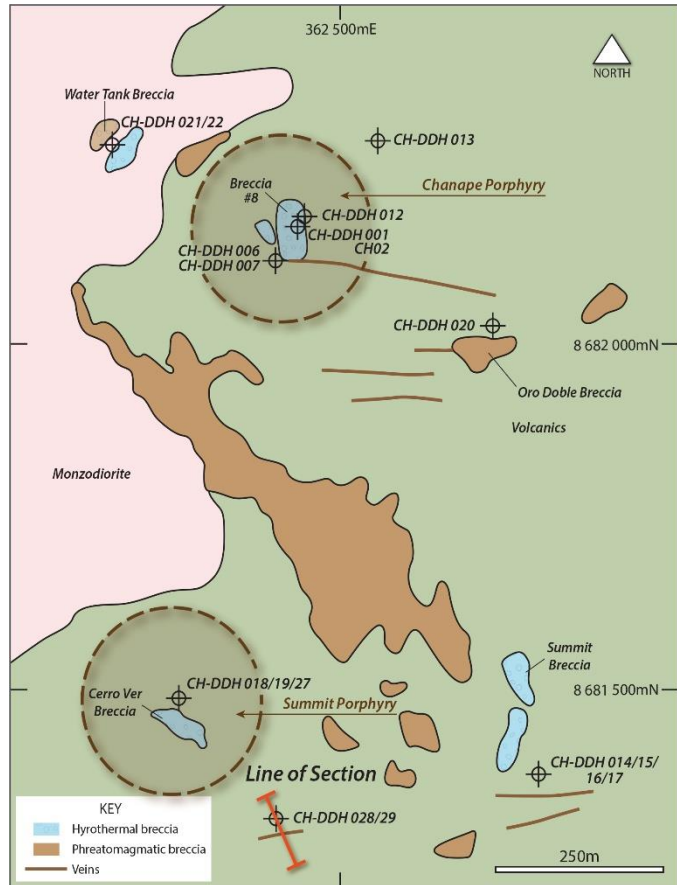 362 500mE
NORTH
Water Tank Breccia
CH-DDH 021/22
CH-DDH 013
Breccia
#8
Chanape Porphyry
CH-DDH 012
CH-DDH 001
CH02
CH-DDH 006
CH-DDH 007
CH-DDH 020
8 682 000mN
Oro Doble Breccia
Volcanics
Monzodiorite
Summit
Breccia
CH-DDH 018/19/27
8 681 500mN
Cerro Ver
Breccia
Summit Porphyry
CH-DDH 014/15/
16/17
Line of Section
CH-DDH 028/29
KEY
Hyrothermal breccia
Phreatomagmatic breccia
Veins
250m